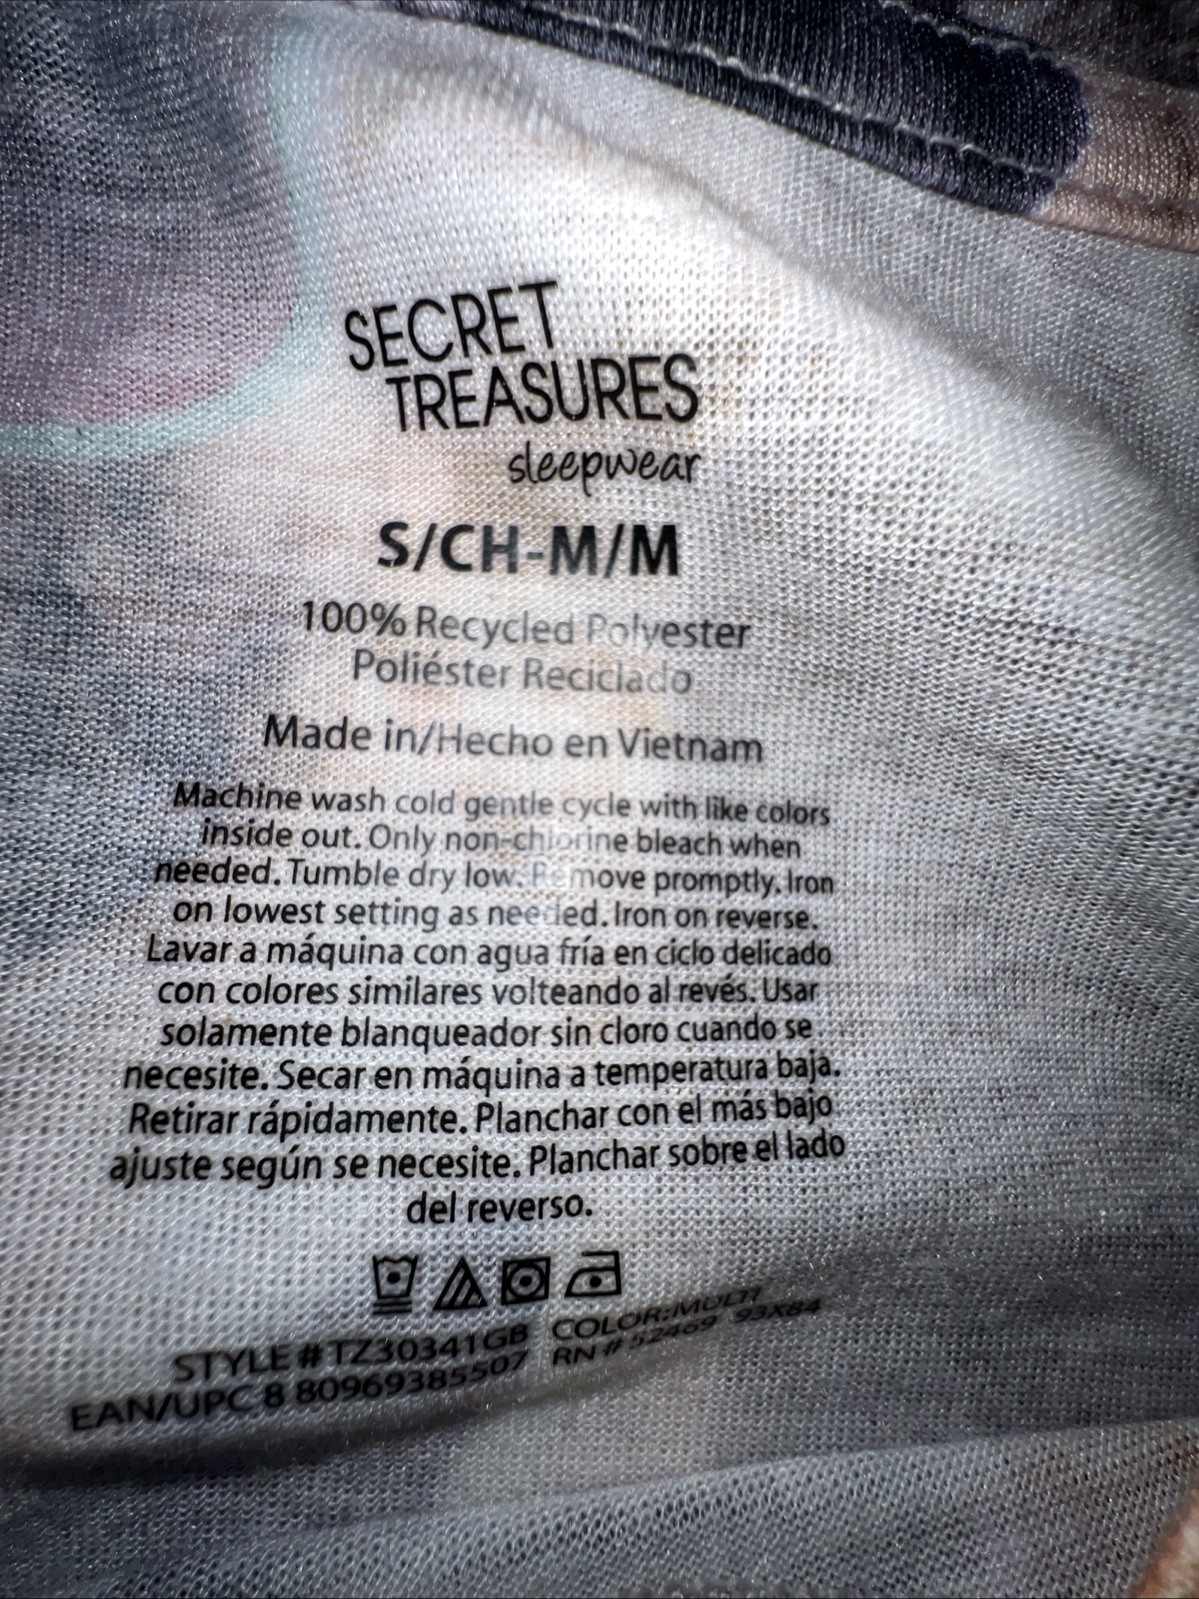 SECRET
TREASURES
sleepwear
S/CH-M/M
100% Recycled Polyester
Poliéster Reciclado
Made in/Hecho en Vietnam
Machine wash cold gentle cycle with like colors
inside out. Only non-chlorine bleach when
needed. Tumble dry low. Remove promptly. Iron
on lowest setting as needed. Iron on reverse.
Lavar a máquina con agua fría en ciclo delicado
con colores similares volteando al revés. Usar
solamente blanqueador sin cloro cuando se
necesite. Secar en máquina a temperatura baja.
Retirar rápidamente. Planchar con el más bajo
ajuste según se necesite. Planchar sobre el lado
del reverso.
STYLE # TZ30341GB COLOR: MULTI
EAN/UPC 8 80969385507 RN # 52469 93X84